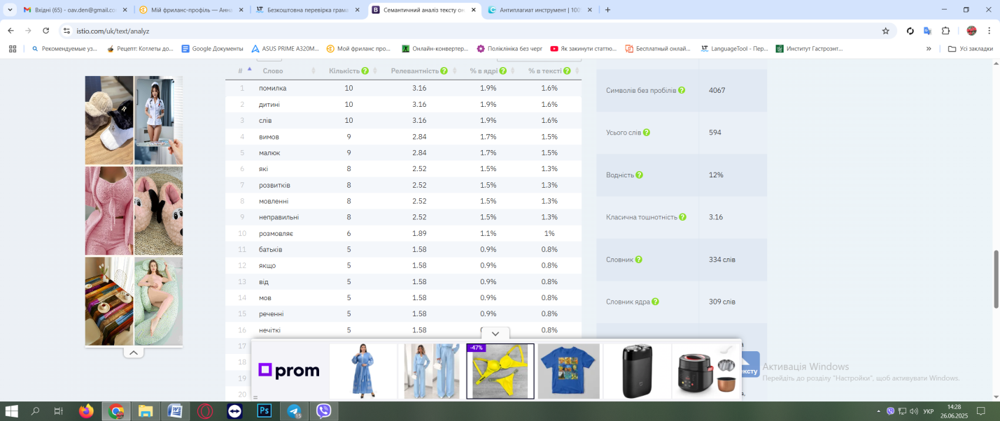 Вхідні (65) - oav.den@gmail.co
Мій фриланс-профіль — Анна
Безкоштовна перевірка грама
Семантичний аналіз тексту он
Антиплагиат инструмент | 100
istio.com/uk/text/analyz
Рекомендуемые уз...
Рецепт: Котлеты до...
Google Документы
ASUS PRIME A320M...
Мой фриланс про...
Онлайн-конвертер...
Поліклініка без черг
Як закинути статтю...
Бесплатный онлай...
LanguageTool - Пер...
Институт Гастроэнт...
Усі закладки
# Слово Кількість Релевантність % в ядрі % в тексті
1 помилка 10 3.16 1.9% 1.6%
2 дитині 10 3.16 1.9% 1.6%
3 слів 10 3.16 1.9% 1.6%
4 вимов 9 2.84 1.7% 1.5%
5 малюк 9 2.84 1.7% 1.5%
6 які 8 2.52 1.5% 1.3%
7 розвитків 8 2.52 1.5% 1.3%
8 мовленні 8 2.52 1.5% 1.3%
9 неправильні 8 2.52 1.5% 1.3%
10 розмовляє 6 1.89 1.1% 1%
11 батьків 5 1.58 0.9% 0.8%
12 якщо 5 1.58 0.9% 0.8%
13 від 5 1.58 0.9% 0.8%
14 мов 5 1.58 0.9% 0.8%
15 реченні 5 1.58 0.9% 0.8%
16 нечіткі 5 1.58 0.8%
17
18
19
20
Символів без пробілів 4067
Усього слів 594
Водність 12%
Класична тошнотність 3.16
Словник 334 слів
Словник ядра 309 слів
prom
-47%
ксту
Активація Windows
Перейдіть до розділу "Настройки", щоб активувати Windows.
УКР
14:28
26.06.2025